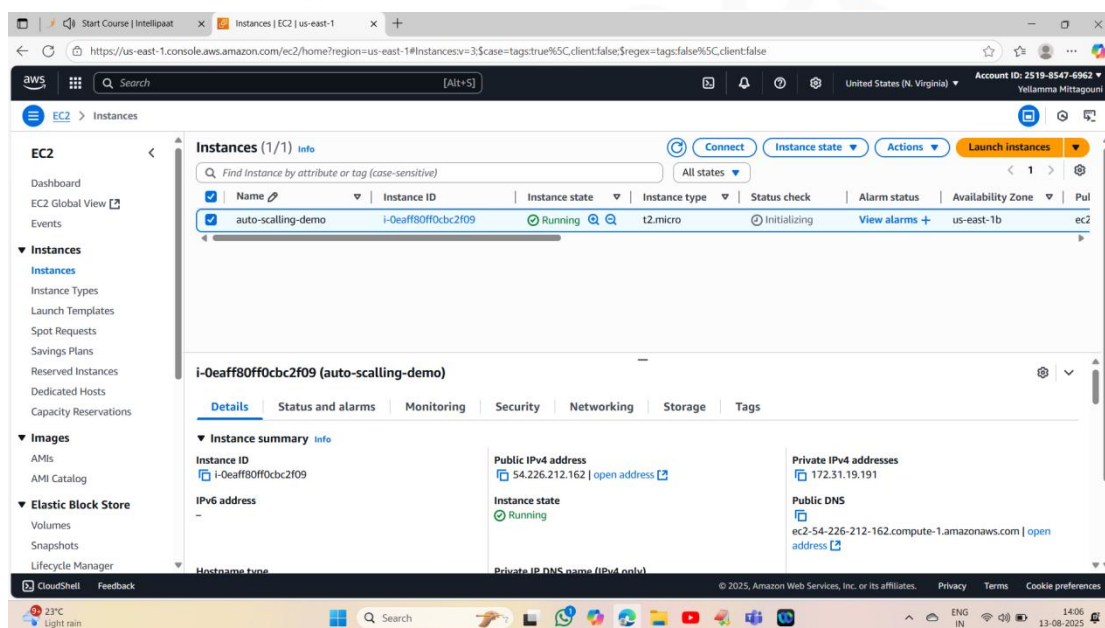 Start Course | Intellipaat
Instances | EC2 | us-east-1
https://us-east-1.console.aws.amazon.com/ec2/home?region=us-east-1#Instances:v=3;$case=tags:true%5C,client:false;$regex=tags:false%5C,client:false
aws
Search [Alt+S]
United States (N. Virginia)
Account ID: 2519-8547-6962
Yellamma Mittagouni
EC2 > Instances
EC2
Dashboard
EC2 Global View
Events
Instances
Instances
Instance Types
Launch Templates
Spot Requests
Savings Plans
Reserved Instances
Dedicated Hosts
Capacity Reservations
Images
AMIs
AMI Catalog
Elastic Block Store
Volumes
Snapshots
Lifecycle Manager
Instances (1/1) Info
Connect Instance state Actions Launch instances
Find Instance by attribute or tag (case-sensitive) All states 1
Name Instance ID Instance state Instance type Status check Alarm status Availability Zone Pul
auto-scalling-demo i-0eaff80ff0cbc2f09 Running t2.micro Initializing View alarms + us-east-1b ec2
i-0eaff80ff0cbc2f09 (auto-scalling-demo)
Details Status and alarms Monitoring Security Networking Storage Tags
Instance summary Info
Instance ID
i-0eaff80ff0cbc2f09
IPv6 address
–
Hostname type
Public IPv4 address
54.226.212.162 | open address
Instance state
Running
Private IP DNS name (IPv4 only)
Private IPv4 addresses
172.31.19.191
Public DNS
ec2-54-226-212-162.compute-1.amazonaws.com | open
address
CloudShell Feedback © 2025, Amazon Web Services, Inc. or its affiliates. Privacy Terms Cookie preferences
23°C
Light rain
Search
ENG
IN
14:06
13-08-2025